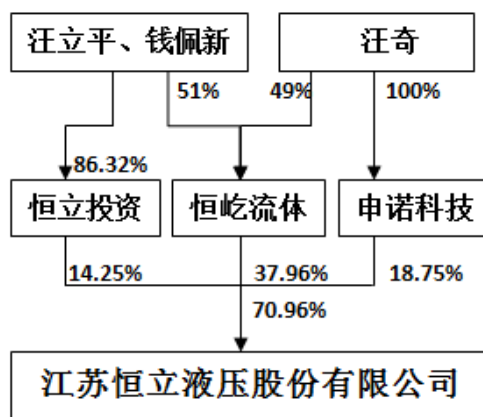 汪立平、钱佩新
汪奇
51%
49%
100%
86.32%
恒立投资
恒屹流体
申诺科技
14.25%
37.96%
18.75%
70.96%
江苏恒立液压股份有限公司